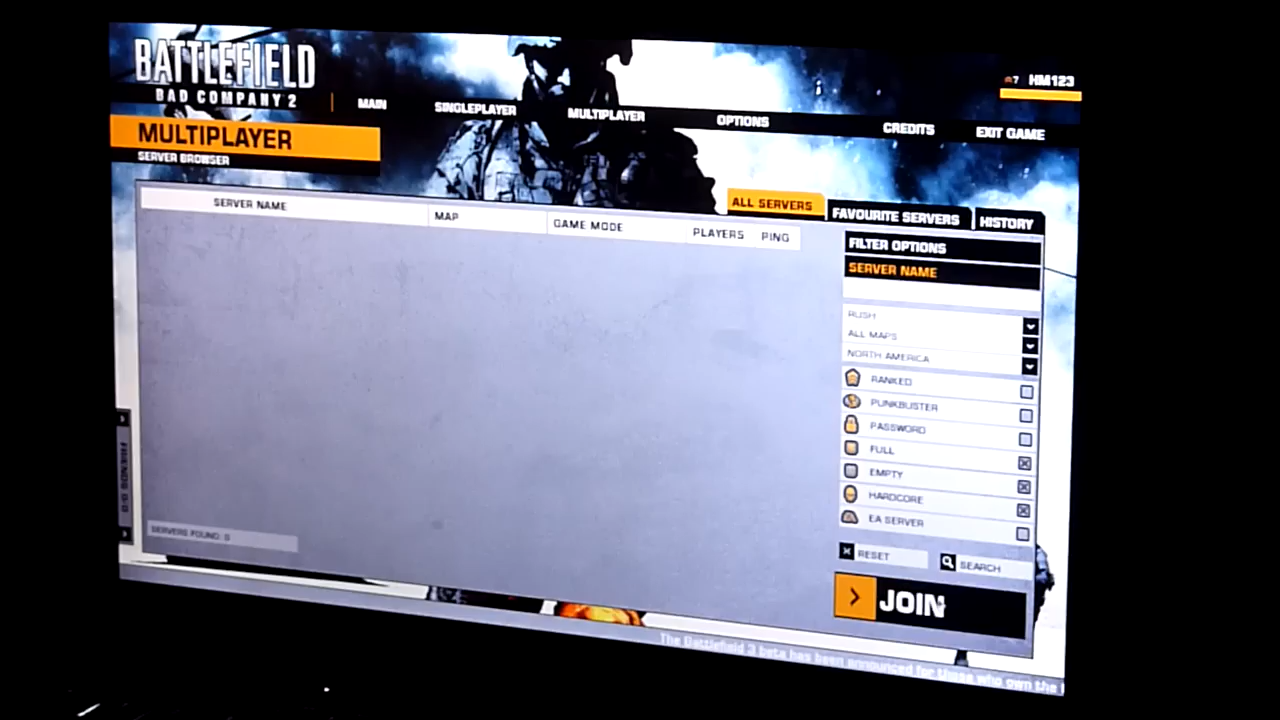 BATTLEFIELD
BAD COMPANY 2
7 HM123
MAIN SINGLEPLAYER MULTIPLAYER OPTIONS CREDITS EXIT GAME
MULTIPLAYER
SERVER BROWSER
ALL SERVERS FAVOURITE SERVERS HISTORY
SERVER NAME MAP GAME MODE PLAYERS PING
FILTER OPTIONS
SERVER NAME
RUSH
ALL MAPS
NORTH AMERICA
RANKED
PUNKBUSTER
PASSWORD
FULL
EMPTY
HARDCORE
EA SERVER
FRIENDS 0/0
SERVERS FOUND: 0
RESET SEARCH
JOIN
The Battlefield 3 beta has been announced for those who own the